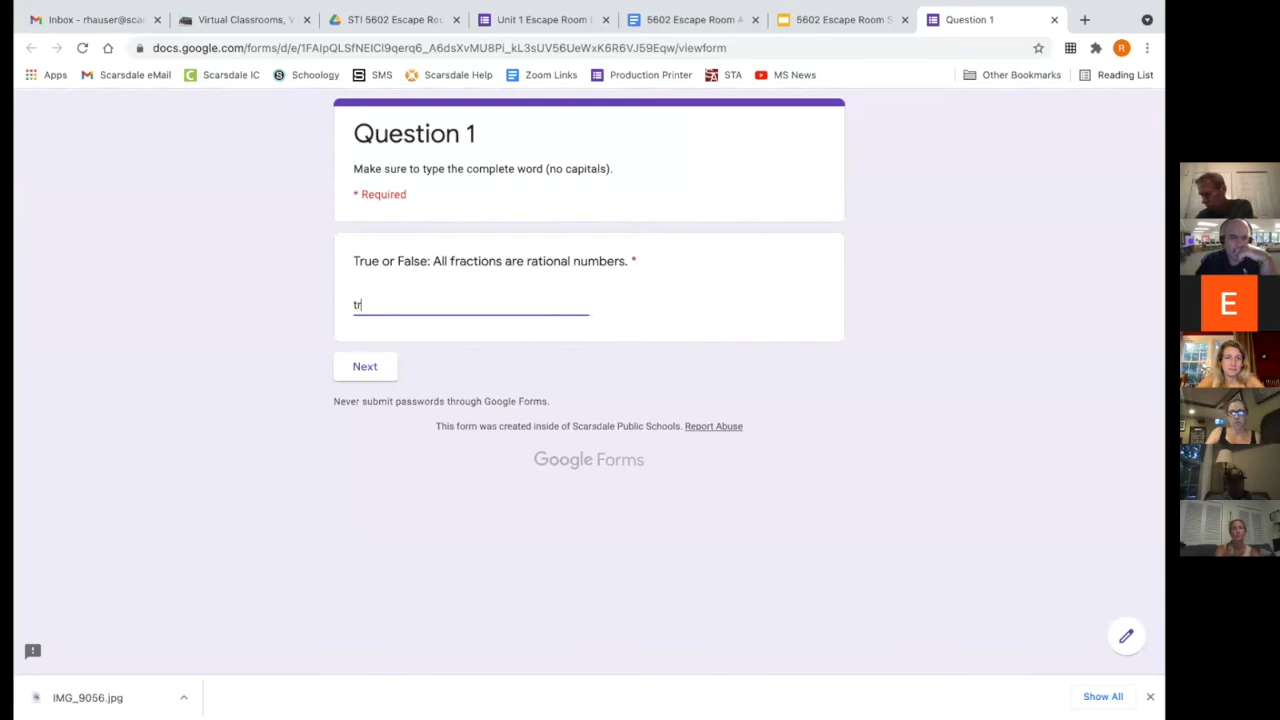 Inbox - rhauser@scar
Virtual Classrooms, V
STI 5602 Escape Rou
Unit 1 Escape Room L
5602 Escape Room A
5602 Escape Room S
Question 1
docs.google.com/forms/d/e/1FAIpQLSfNEICl9qerq6_A6dsXvMU8Pi_kL3sUV56UeWxK6R6VJ59Eqw/viewform
R
Apps
Scarsdale eMail
Scarsdale IC
Schoology
SMS
Scarsdale Help
Zoom Links
Production Printer
STA
MS News
Other Bookmarks
Reading List
Question 1
Make sure to type the complete word (no capitals).
* Required
True or False: All fractions are rational numbers. *
tr
Next
Never submit passwords through Google Forms.
This form was created inside of Scarsdale Public Schools. Report Abuse
Google Forms
E
IMG_9056.jpg
Show All